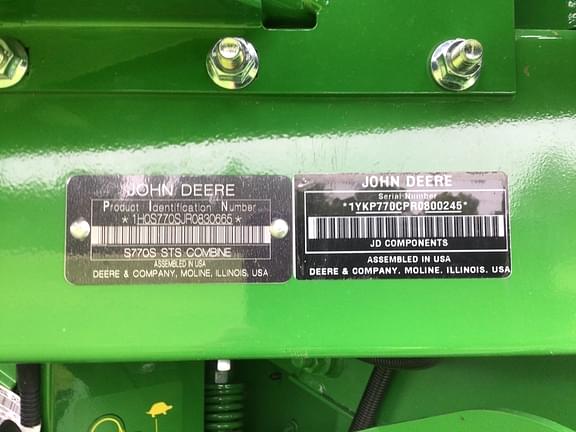 JOHN DEERE
Product Identification Number
*1H0S770SJR0830665*
S770S STS COMBINE
ASSEMBLED IN USA
DEERE & COMPANY, MOLINE, ILLINOIS, USA
JOHN DEERE
Serial Number
*1YKP770CPR0800245*
JD COMPONENTS
ASSEMBLED IN USA
DEERE & COMPANY, MOLINE, ILLINOIS, USA